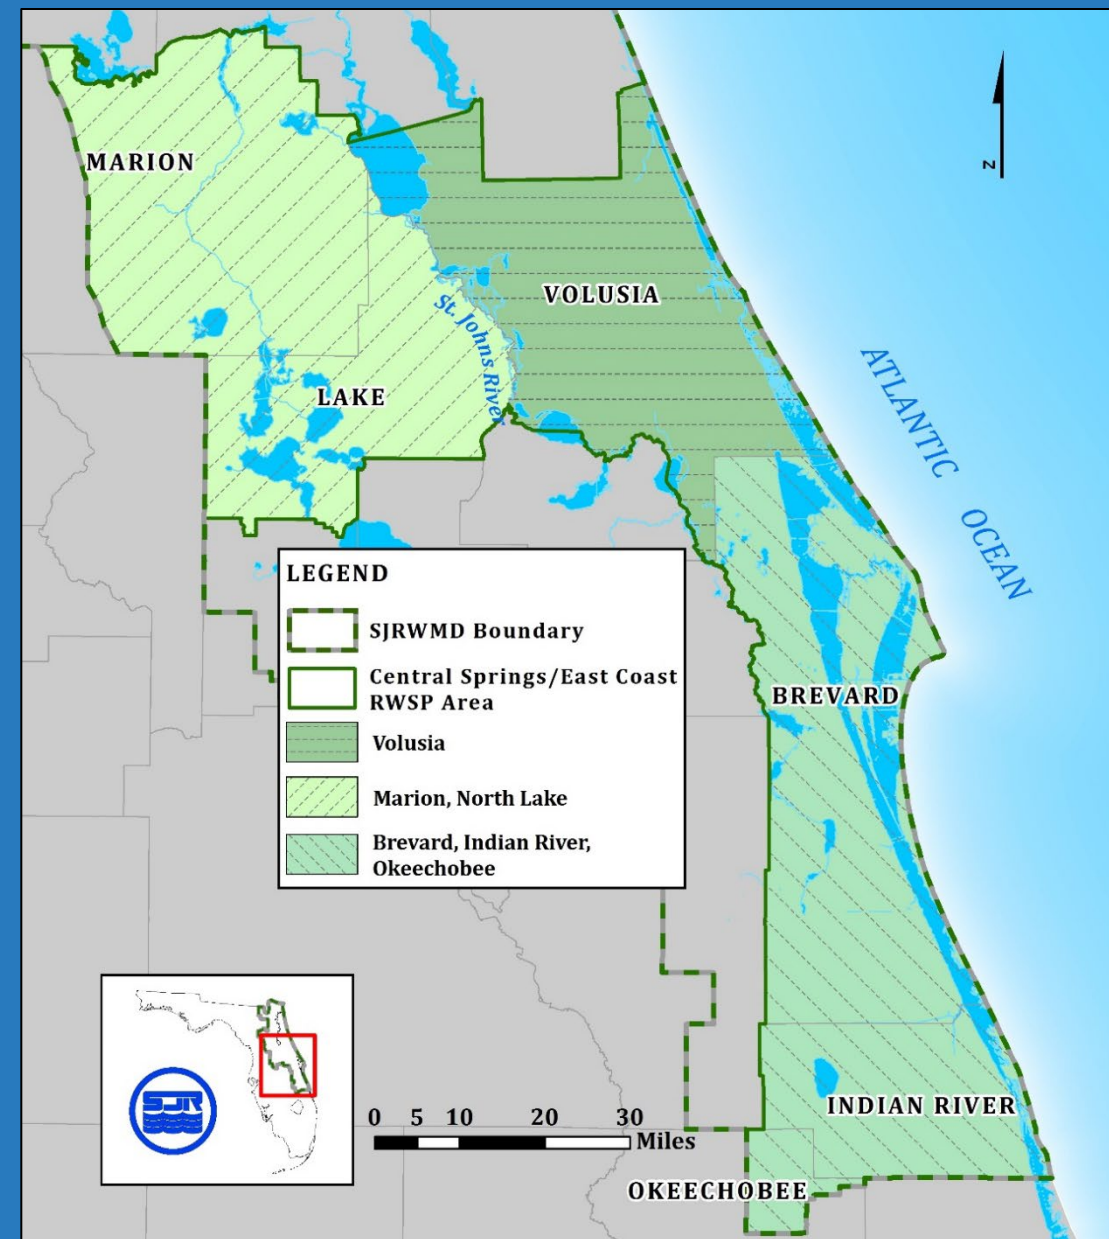 MARION
VOLUSIA
LAKE
St. Johns River
ATLANTIC OCEAN
N
BREVARD
INDIAN RIVER
OKEECHOBEE
LEGEND
SJRWMD Boundary
Central Springs/East Coast
RWSP Area
Volusia
Marion, North Lake
Brevard, Indian River,
Okeechobee
0 5 10 20 30
Miles
SJR